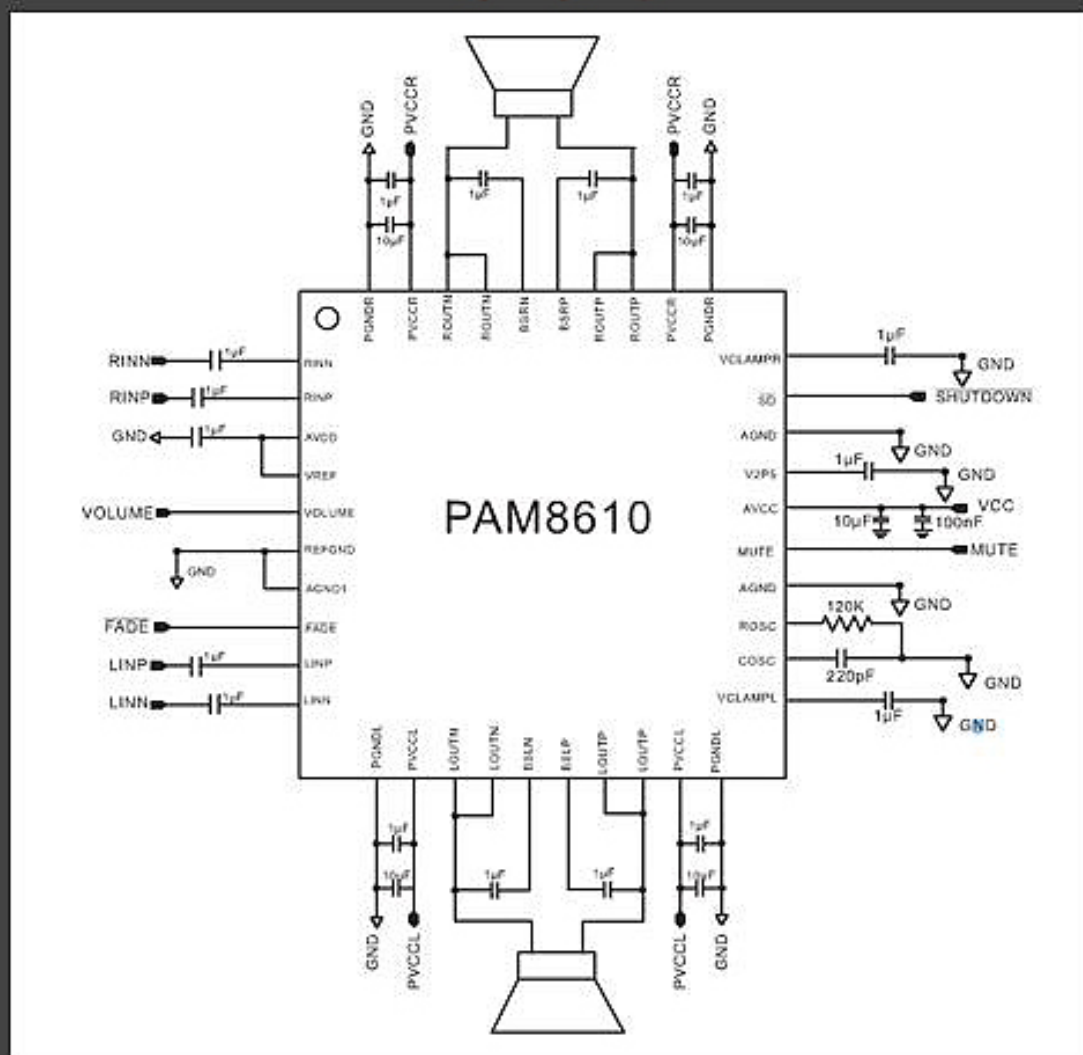 GND
PVCCR
PVCCR
GND
1µF
1µF
1µF
1µF
10µF
10µF
PGNDR
PVCCR
ROUTN
ROUTN
BSRN
BSRP
ROUTP
ROUTP
PVCCR
PGNDR
RINN
1µF
RINN
RINP
1µF
RINP
GND
1µF
VREF
VOLUME
VOLUME
GND
REFGND
AGND1
FADE
FADE
LINP
1µF
LINP
LINN
1µF
LINN
PAM8610
VCLAMPR
1µF
GND
SD
SHUTDOWN
AGND
GND
V2P5
1µF
GND
AVCC
10µF
100nF
VCC
MUTE
MUTE
AGND
GND
ROSC
120K
COSC
220pF
GND
VCLAMPL
1µF
GND
PGNDL
PVCCL
LOUTN
LOUTN
BSLN
BSLP
LOUTP
LOUTP
PVCCL
PGNDL
1µF
1µF
10µF
1µF
1µF
10µF
GND
PVCCL
PVCCL
GND